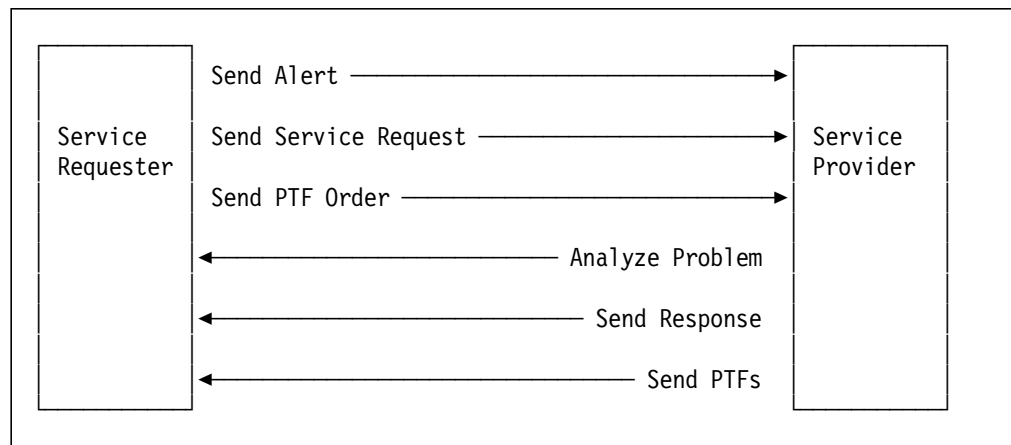 Send Alert
Service
Requester
Send Service Request
Service
Provider
Send PTF Order
Analyze Problem
Send Response
Send PTFs